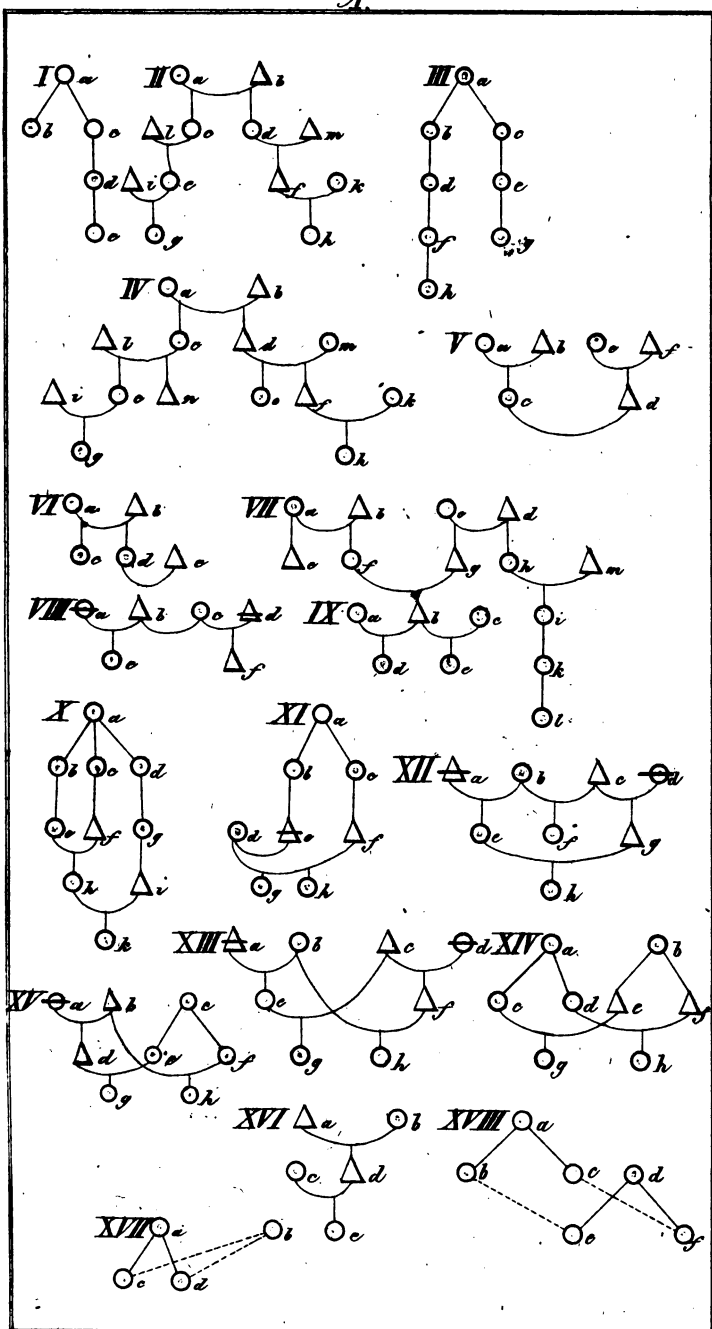 A.
I a II a b III a
b c l c d m b c
d i e f k d e
e g h f g
h
IV a b
l c d m V a b e f
i e n o f k c d
g h
VI a b VII a b e d
c d e c f g h m
VIII a b c d IX a b c i
e f d e k
l
X a XI a
b c d b c XII a b c d
e f g d e f e f g
h i g h h
k XIII a b c d XIV a b
XV a b c e f c d e f
d e f g h g h
g h
XVI a b XVIII a
c d b c d
XVII a b e e f
c d